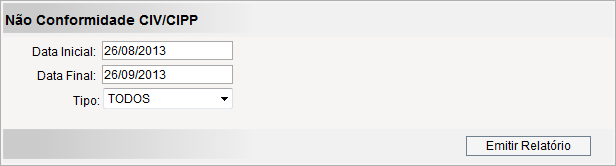 Não Conformidade CIV/CIPP
Data Inicial: 26/08/2013
Data Final: 26/09/2013
Tipo: TODOS
Emitir Relatório